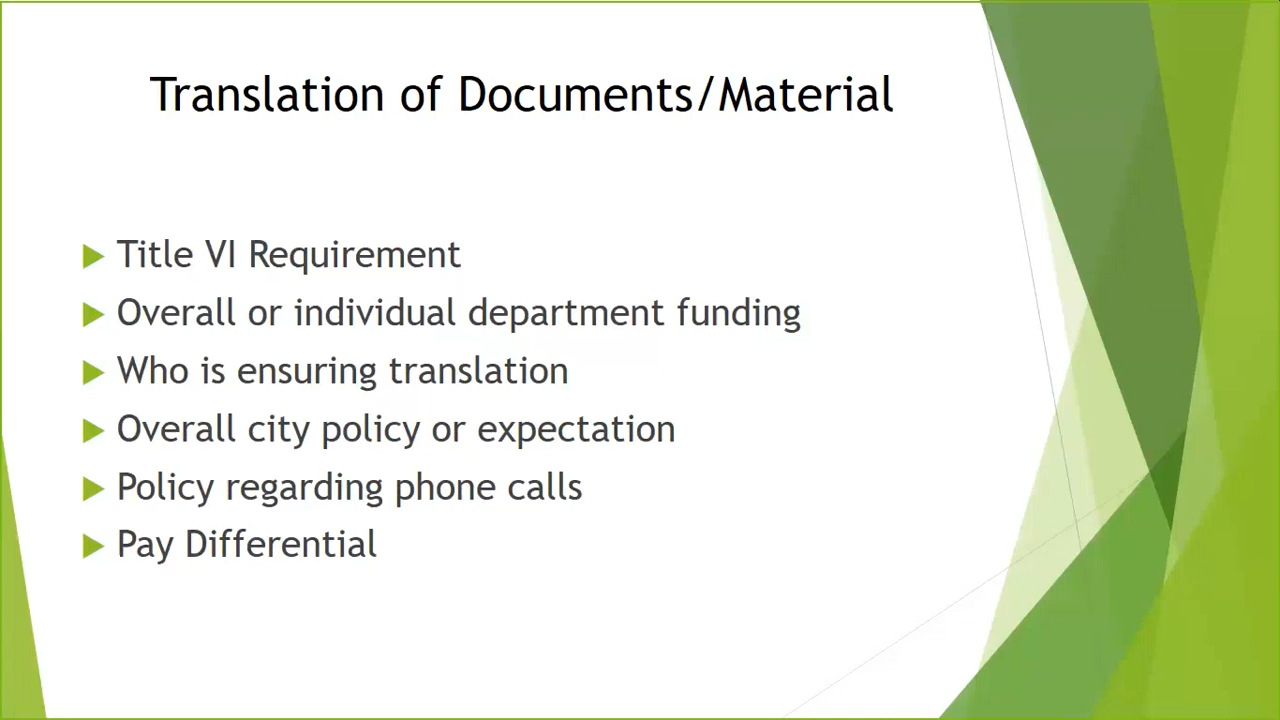 Translation of Documents/Material
Title VI Requirement
Overall or individual department funding
Who is ensuring translation
Overall city policy or expectation
Policy regarding phone calls
Pay Differential